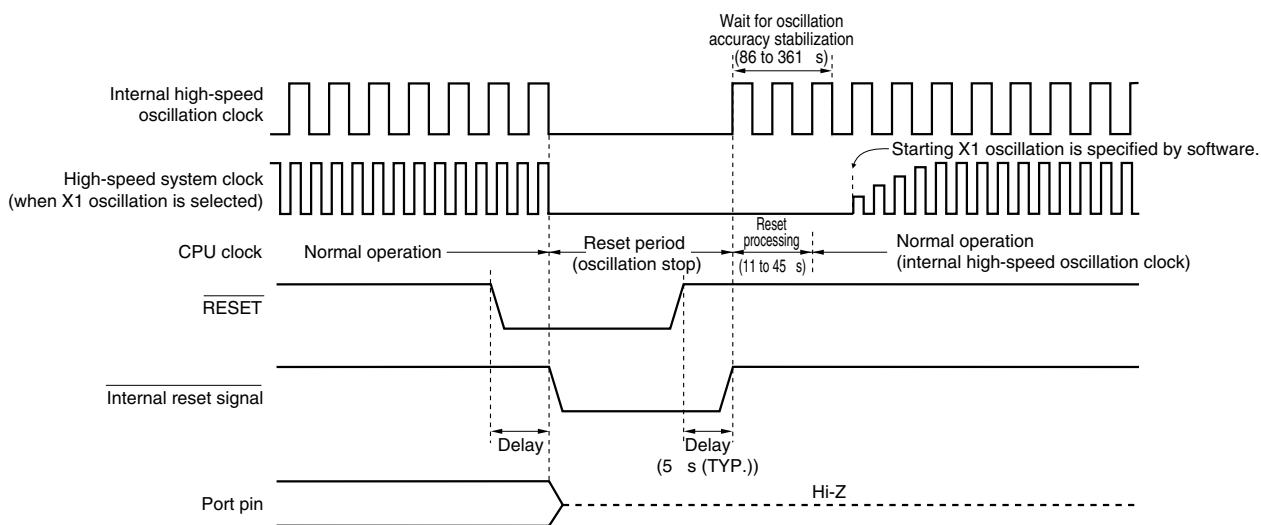 Wait for oscillation
accuracy stabilization
(86 to 361 s)
Internal high-speed
oscillation clock
Starting X1 oscillation is specified by software.
High-speed system clock
(when X1 oscillation is selected)
CPU clock
Normal operation
Reset period
(oscillation stop)
Reset
processing
(11 to 45 s)
Normal operation
(internal high-speed oscillation clock)
RESET
Internal reset signal
Delay
Delay
(5 s (TYP.))
Port pin
Hi-Z